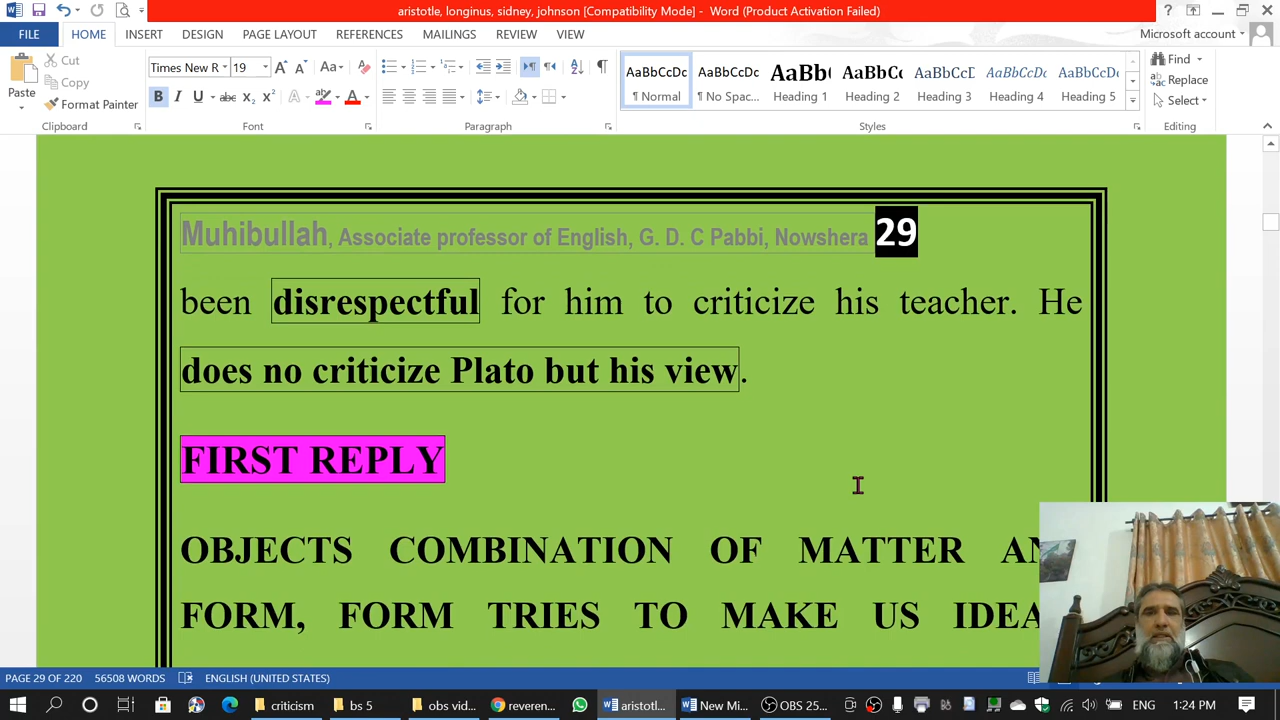 aristotle, longinus, sidney, johnson [Compatibility Mode] - Word (Product Activation Failed)
FILE HOME INSERT DESIGN PAGE LAYOUT REFERENCES MAILINGS REVIEW VIEW Microsoft account
Paste Cut Copy Format Painter
Times New R 19
AaBbCcDc AaBbCcDc AaBb( AaBbCc AaBbCcD AaBbCcDc AaBbCcD
¶ Normal ¶ No Spac... Heading 1 Heading 2 Heading 3 Heading 4 Heading 5
Find Replace Select
Clipboard Font Paragraph Styles Editing
Muhibullah, Associate professor of English, G. D. C Pabbi, Nowshera 29
been disrespectful for him to criticize his teacher. He
does no criticize Plato but his view.
FIRST REPLY
OBJECTS COMBINATION OF MATTER AN
FORM, FORM TRIES TO MAKE US IDEA
PAGE 29 OF 220 56508 WORDS ENGLISH (UNITED STATES)
criticism bs 5 obs vid... reveren... aristotl... New Mi... OBS 25... 1:24 PM